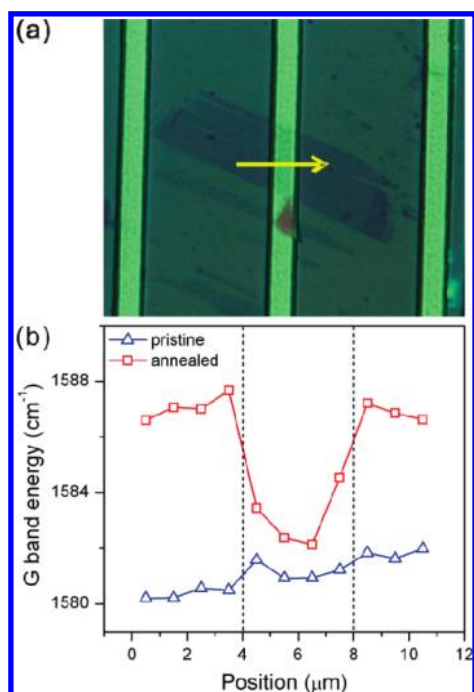 (a)
(b)
pristine
annealed
1588
1584
1580
G band energy (cm⁻¹)
0 2 4 6 8 10 12
Position (μm)